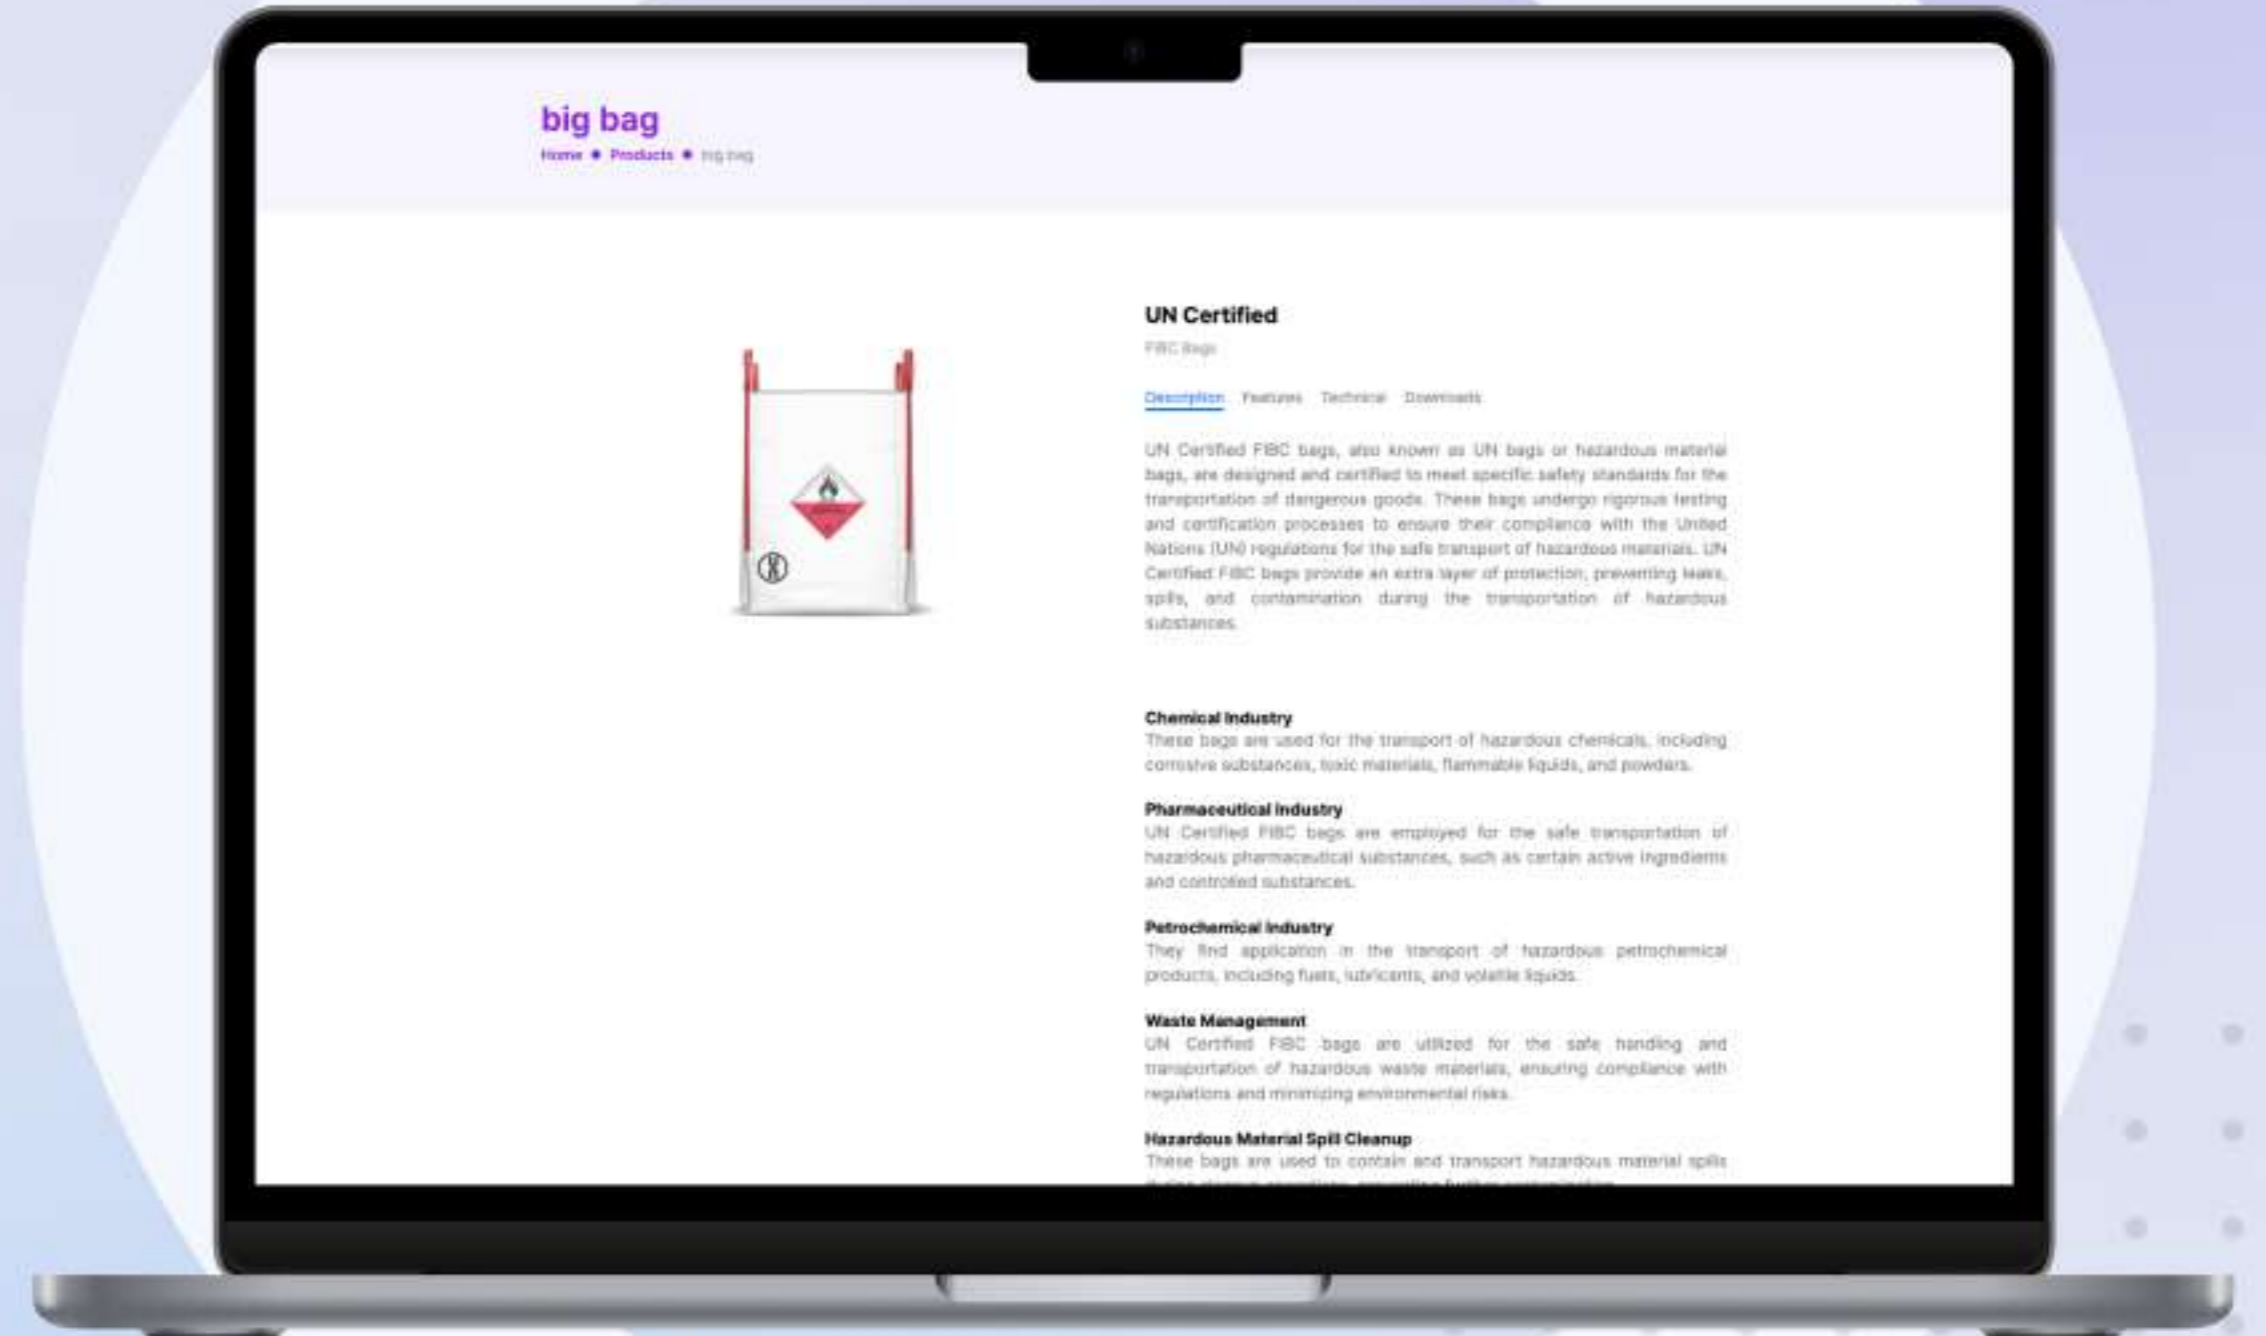 big bag
Home • Products • big bag
UN Certified
FIBC Bags
Description Features Technical Downloads
UN Certified FIBC bags, also known as UN bags or hazardous material
bags, are designed and certified to meet specific safety standards for the
transportation of dangerous goods. These bags undergo rigorous testing
and certification processes to ensure their compliance with the United
Nations (UN) regulations for the safe transport of hazardous materials. UN
Certified FIBC bags provide an extra layer of protection, preventing leaks,
spills, and contamination during the transportation of hazardous
substances.
Chemical Industry
These bags are used for the transport of hazardous chemicals, including
corrosive substances, toxic materials, flammable liquids, and powders.
Pharmaceutical Industry
UN Certified FIBC bags are employed for the safe transportation of
hazardous pharmaceutical substances, such as certain active ingredients
and controlled substances.
Petrochemical Industry
They find application in the transport of hazardous petrochemical
products, including fuels, lubricants, and volatile liquids.
Waste Management
UN Certified FIBC bags are utilized for the safe handling and
transportation of hazardous waste materials, ensuring compliance with
regulations and minimizing environmental risks.
Hazardous Material Spill Cleanup
These bags are used to contain and transport hazardous material spills